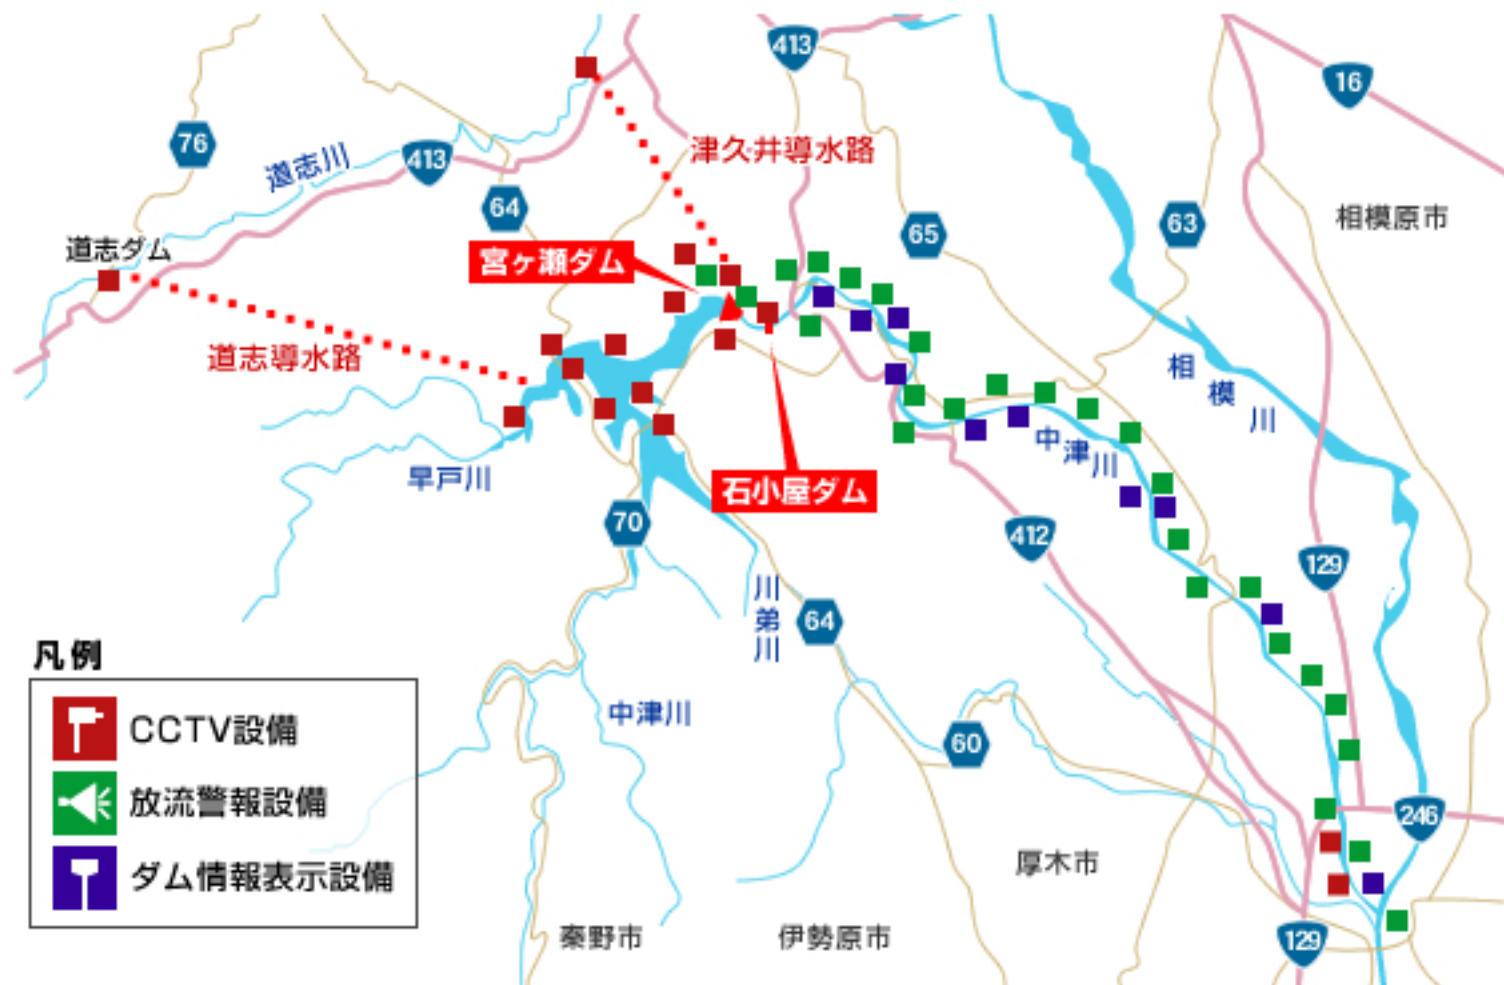 413
16
76
道志川
413
津久井導水路
64
65
63
相模原市
道志ダム
宮ヶ瀬ダム
道志導水路
相模川
早戸川
中津川
石小屋ダム
70
412
129
川弟川
64
凡例
CCTV設備
放流警報設備
ダム情報表示設備
中津川
60
246
厚木市
秦野市
伊勢原市
129